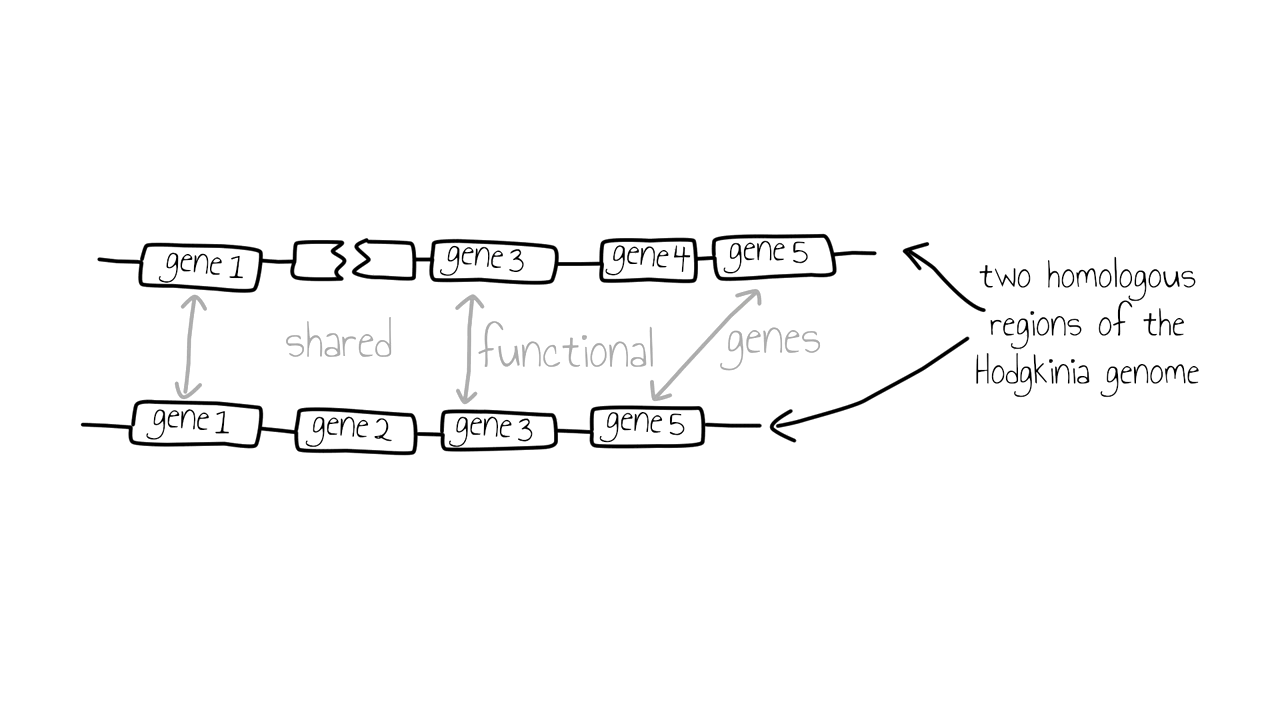 gene 1 gene 3 gene 4 gene 5
two homologous
regions of the
Hodgkinia genome
shared functional genes
gene 1 gene 2 gene 3 gene 5